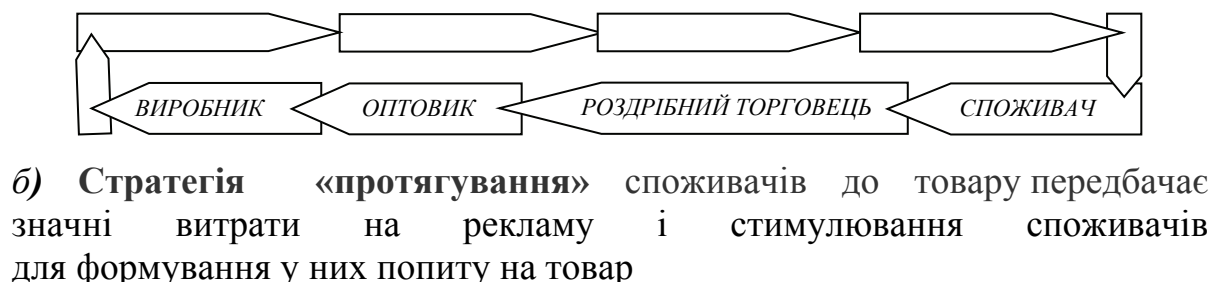 ВИРОБНИК ОПТОВИК РОЗДРІБНИЙ ТОРГОВЕЦЬ СПОЖИВАЧ
б) Стратегія «протягування» споживачів до товару передбачає
значні витрати на рекламу і стимулювання споживачів
для формування у них попиту на товар